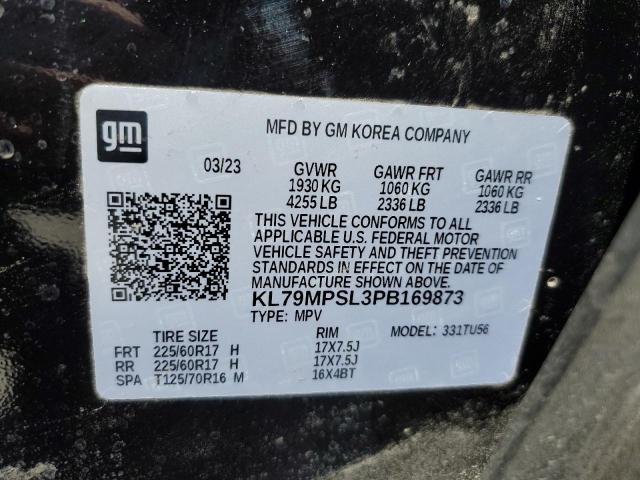 gm
MFD BY GM KOREA COMPANY
03/23 GVWR GAWR FRT GAWR RR
1930 KG 1060 KG 1060 KG
4255 LB 2336 LB 2336 LB
THIS VEHICLE CONFORMS TO ALL
APPLICABLE U.S. FEDERAL MOTOR
VEHICLE SAFETY AND THEFT PREVENTION
STANDARDS IN EFFECT ON THE DATE OF
MANUFACTURE SHOWN ABOVE.
KL79MPSL3PB169873
TYPE: MPV MODEL: 331TU56
TIRE SIZE RIM
FRT 225/60R17 H 17X7.5J
RR 225/60R17 H 17X7.5J
SPA T125/70R16 M 16X4BT